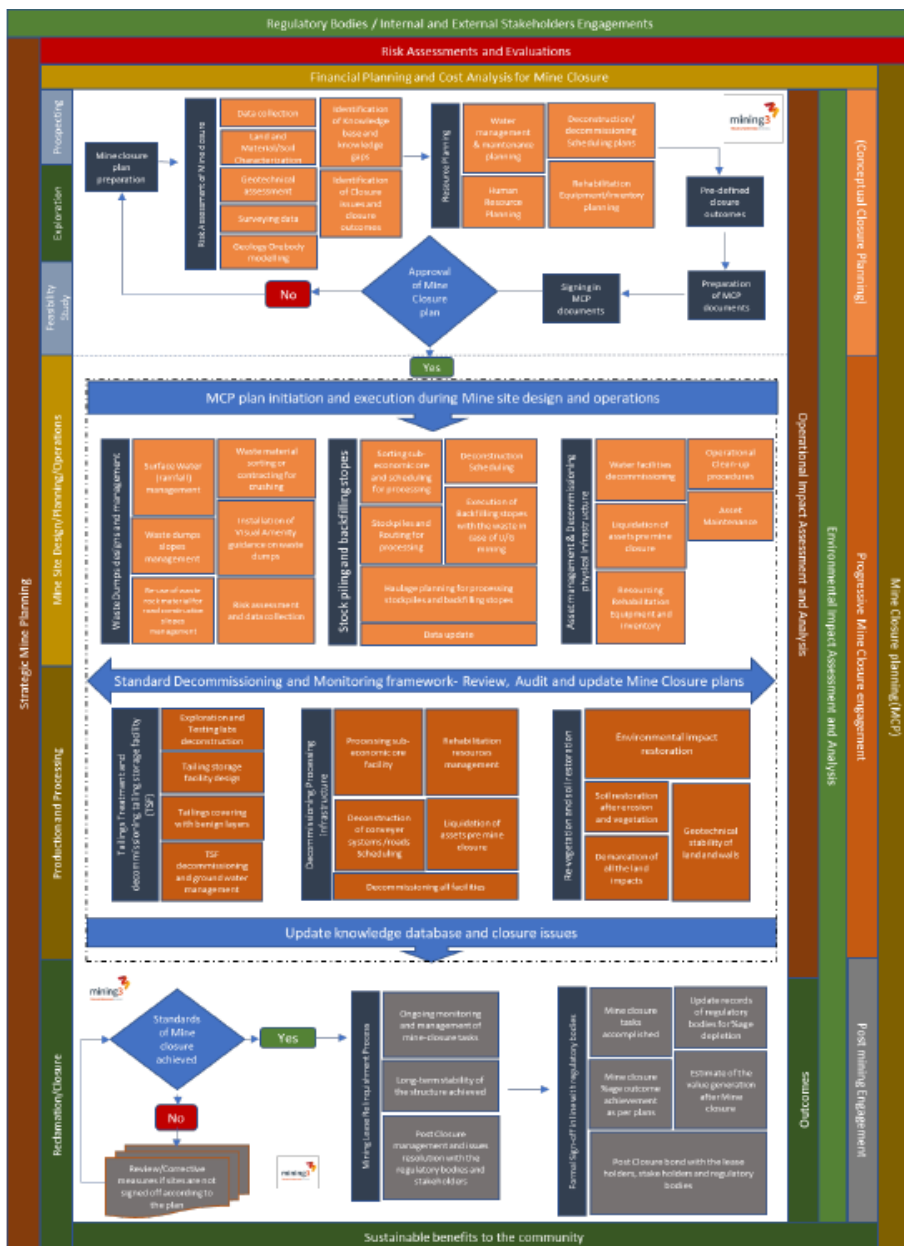 Regulatory Bodies / Internal and External Stakeholders Engagements
Risk Assessments and Evaluations
Financial Planning and Cost Analysis for Mine Closure
Strategic Mine Planning
Prospecting
Exploration
Feasibility
Study
Mine closure
plan
preparation
Risk Assessment of Mine closure
Data collection
Land and
Material/soil
Characterization
Geotechnical
assessment
Surveying data
Geology Orebody
modelling
Identification
of Knowledge
base and
knowledge
gaps
Identification
of Closure
issues and
closure
outcomes
Resource Planning
Water
management
& maintenance
planning
Human
Resource
Planning
Deconstruction/
decommissioning
Scheduling plans
Rehabilitation
Equipment/Inventory
planning
mining3
Pre-defined
closure
outcomes
Preparation
of MCP
documents
Signing in
MCP
documents
Approval
of Mine
Closure
plan
No
Yes
(Conceptual Closure Planning)
Mine Site Design/Planning/Operations
MCP plan initiation and execution during Mine site design and operations
Waste Dumps designs and management
Surface Water
(rainfall)
management
Waste dumps
slopes
management
Re-use of waste
rock material for
road construction
slopes
management
Waste material
sorting or
contracting for
crushing
Installation of
Visual Amenity
guidance on waste
dumps
Risk assessment
and data collection
Stock piling and backfilling stopes
Sorting sub-
economic ore and
scheduling for
processing
Stockpiles and
Routing for
processing
Deconstruction
Scheduling
Execution of
Backfilling stopes
with the waste in
case of U/G
mining
Haulage planning for processing
stockpiles and backfilling stopes
Data update
Asset management & Decommissioning
physical infrastructure
Water facilities
decommissioning
Liquidation of
assets pre mine
closure
Resourcing
Rehabilitation
Equipment and
Inventory
Operational
Clean-up
procedures
Asset
Maintenance
Operational Impact Assessment and Analysis
Environmental Impact Assessment and Analysis
Progressive Mine Closure engagement
Mine Closure planning(MCP)
Standard Decommissioning and Monitoring framework- Review, Audit and update Mine Closure plans
Production and Processing
Tailings Treatment and
decommissioning tailing storage facility
(TSF)
Exploration and
Testing labs
deconstruction
Tailing storage
facility design
Tailings covering
with benign layers
TSF
decommissioning
and ground water
management
Decommissioning Processing
Infrastructure
Processing sub-
economic ore
facility
Deconstruction of
conveyer
systems /roads
Scheduling
Rehabilitation
resources
management
Liquidation of
assets pre mine
closure
Decommissioning all facilities
Re-vegetation and soil restoration
Environmental impact
restoration
Soil restoration
after erosion
and vegetation
Demarcation of
all the land
impacts
Geotechnical
stability of
land and walls
Update knowledge database and closure issues
Reclamation/Closure
mining3
Standards
of Mine
closure
achieved
Yes
No
Review/Corrective
measures if sites are not
signed off according to
the plan
mining3
Mining Lease Relinquishment Process
Ongoing monitoring
and management of
mine-closure tasks
Long-term stability of
the structure achieved
Post Closure
management and issues
resolution with the
regulatory bodies and
stakeholders
Formal Sign-off in line with regulatory bodies
Mine closure
tasks
accomplished
Mine closure
%age outcome
achievement
as per plans
Update records
of regulatory
bodies for %age
depletion
Estimate of the
value generation
after Mine
closure
Post Closure bond with the lease
holders, stake holders and regulatory
bodies
Outcomes
Post mining Engagement
Sustainable benefits to the community